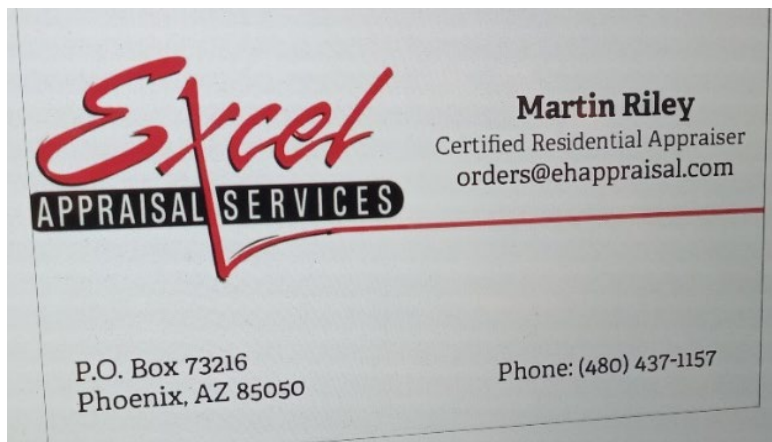 Excel
APPRAISAL SERVICES
Martin Riley
Certified Residential Appraiser
orders@ehappraisal.com
P.O. Box 73216
Phoenix, AZ 85050
Phone: (480) 437-1157